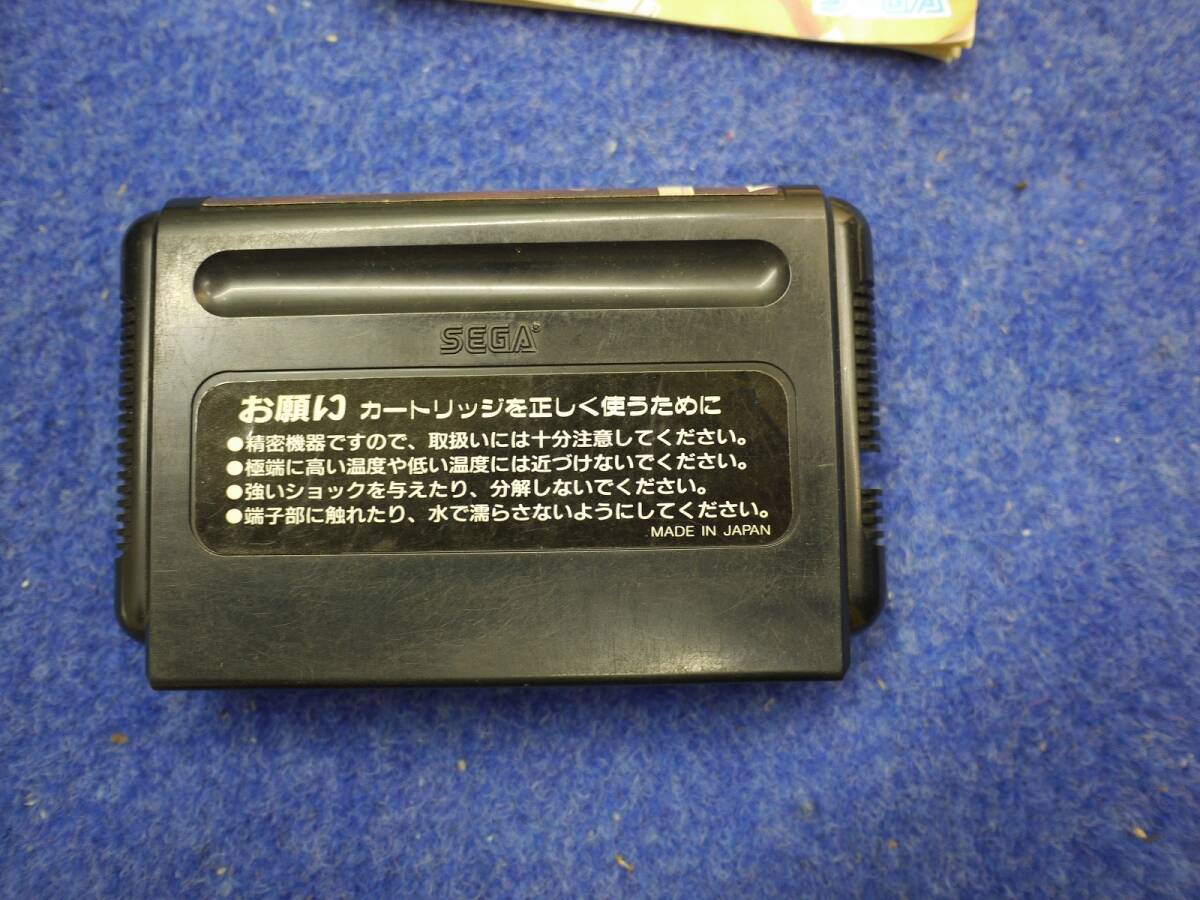 SEGA
SEGA
お願い カートリッジを正しく使うために
●精密機器ですので、取扱いには十分注意してください。
●極端に高い温度や低い温度には近づけないでください。
●強いショックを与えたり、分解しないでください。
●端子部に触れたり、水で濡らさないようにしてください。
MADE IN JAPAN